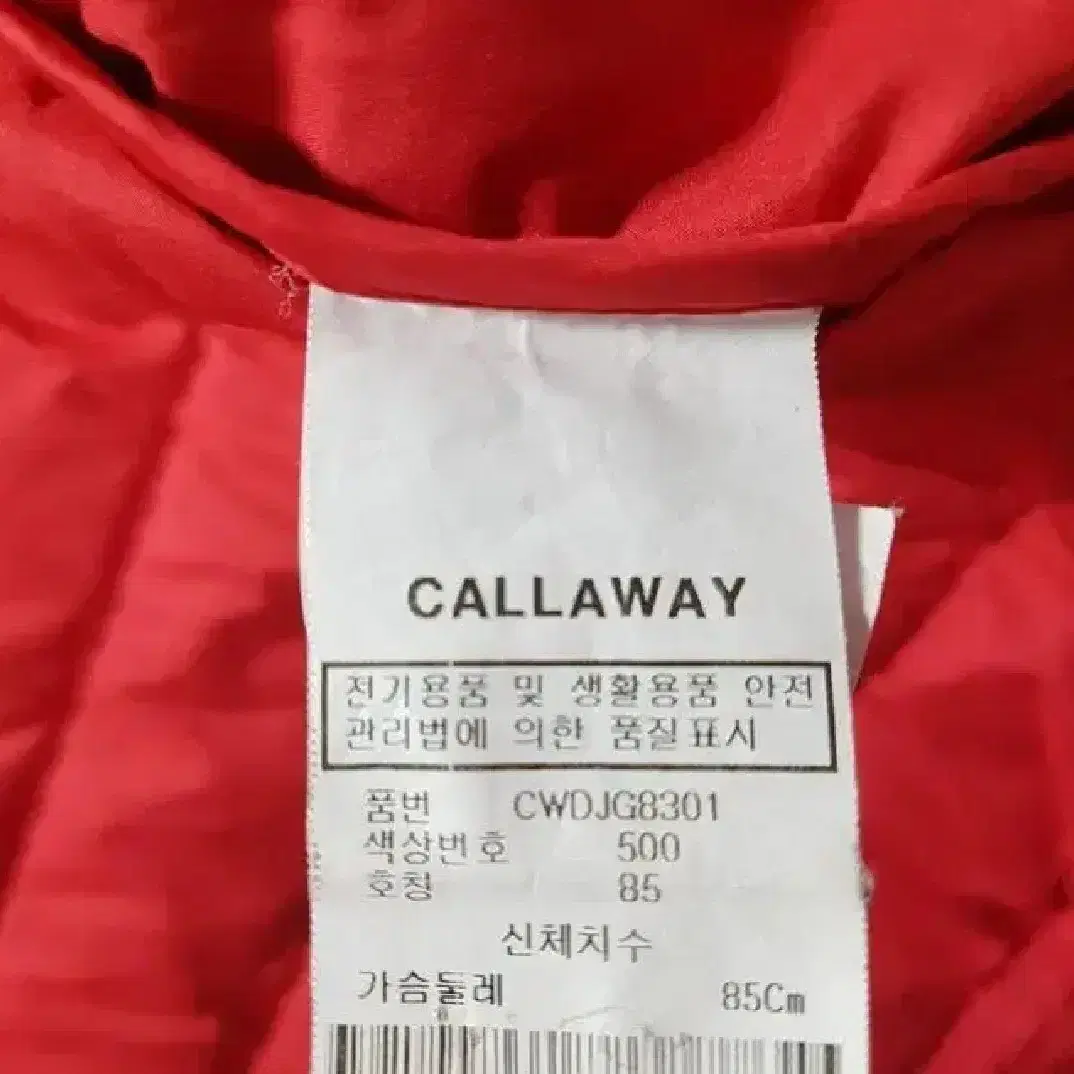 CALLAWAY
전기용품 및 생활용품 안전
관리법에 의한 품질표시
품번 CWDJG8301
색상번호 500
호칭 85
신체치수
가슴둘레 85Cm